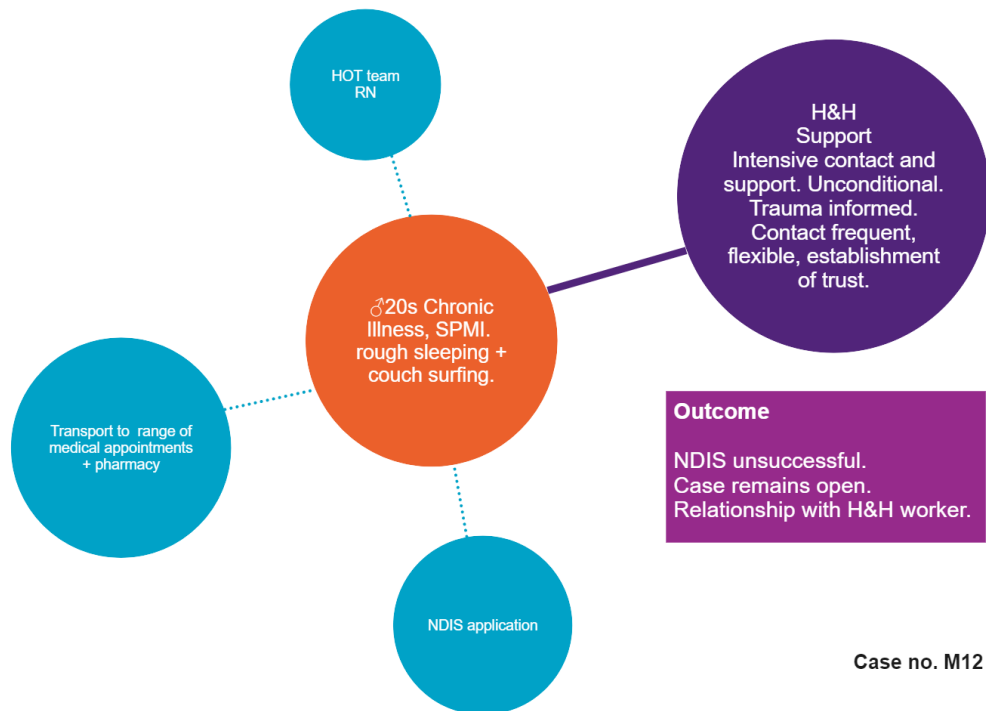 HOT team
RN
H&H
Support
Intensive contact and
support. Unconditional.
Trauma informed.
Contact frequent,
flexible, establishment
of trust.
♂20s Chronic
Illness, SPMI.
rough sleeping +
couch surfing.
Transport to range of
medical appointments
+ pharmacy
Outcome
NDIS unsuccessful.
Case remains open.
Relationship with H&H worker.
NDIS application
Case no. M12